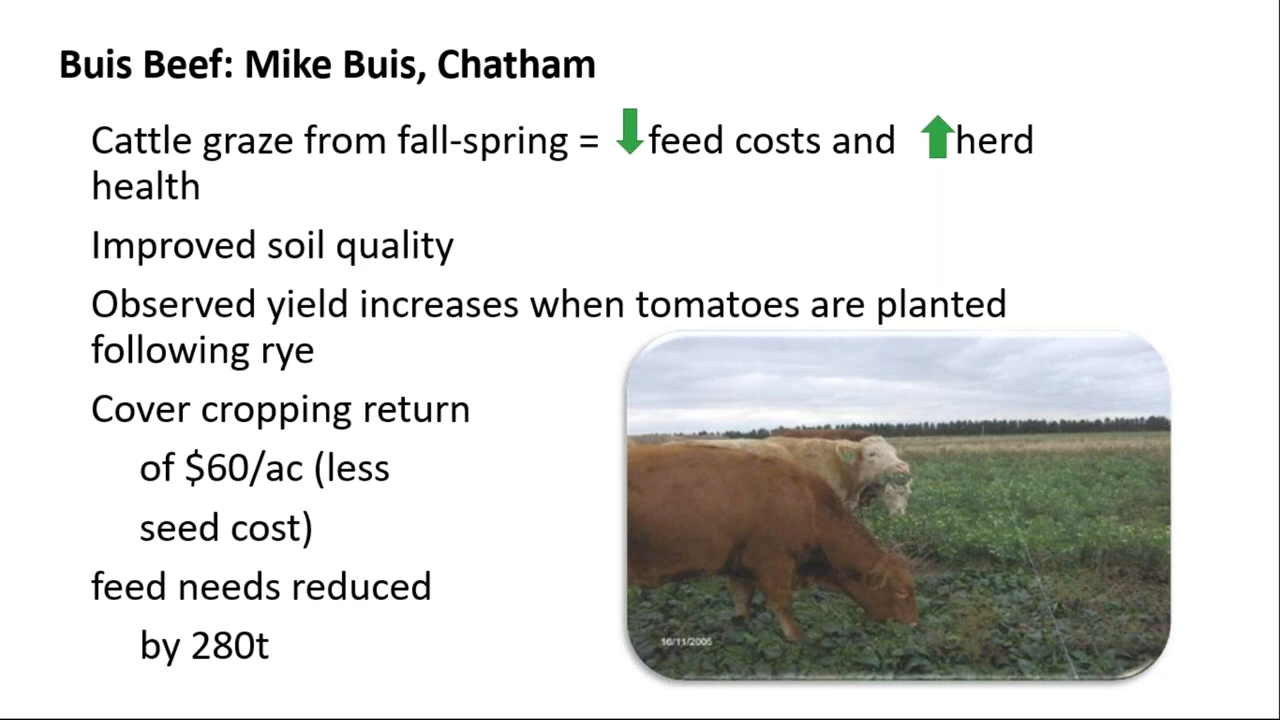 Buis Beef: Mike Buis, Chatham
Cattle graze from fall-spring = feed costs and herd
health
Improved soil quality
Observed yield increases when tomatoes are planted
following rye
Cover cropping return
of $60/ac (less
seed cost)
feed needs reduced
by 280t
16/11/2005